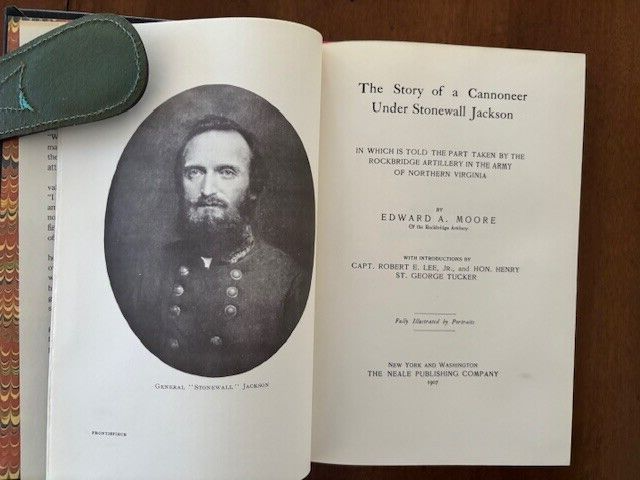 GENERAL "STONEWALL" JACKSON
FRONTISPIECE
The Story of a Cannoneer
Under Stonewall Jackson
IN WHICH IS TOLD THE PART TAKEN BY THE
ROCKBRIDGE ARTILLERY IN THE ARMY
OF NORTHERN VIRGINIA
BY
EDWARD A. MOORE
Of the Rockbridge Artillery
WITH INTRODUCTIONS BY
CAPT. ROBERT E. LEE, JR., AND HON. HENRY
ST. GEORGE TUCKER
Fully Illustrated by Portraits
NEW YORK AND WASHINGTON
THE NEALE PUBLISHING COMPANY
1907